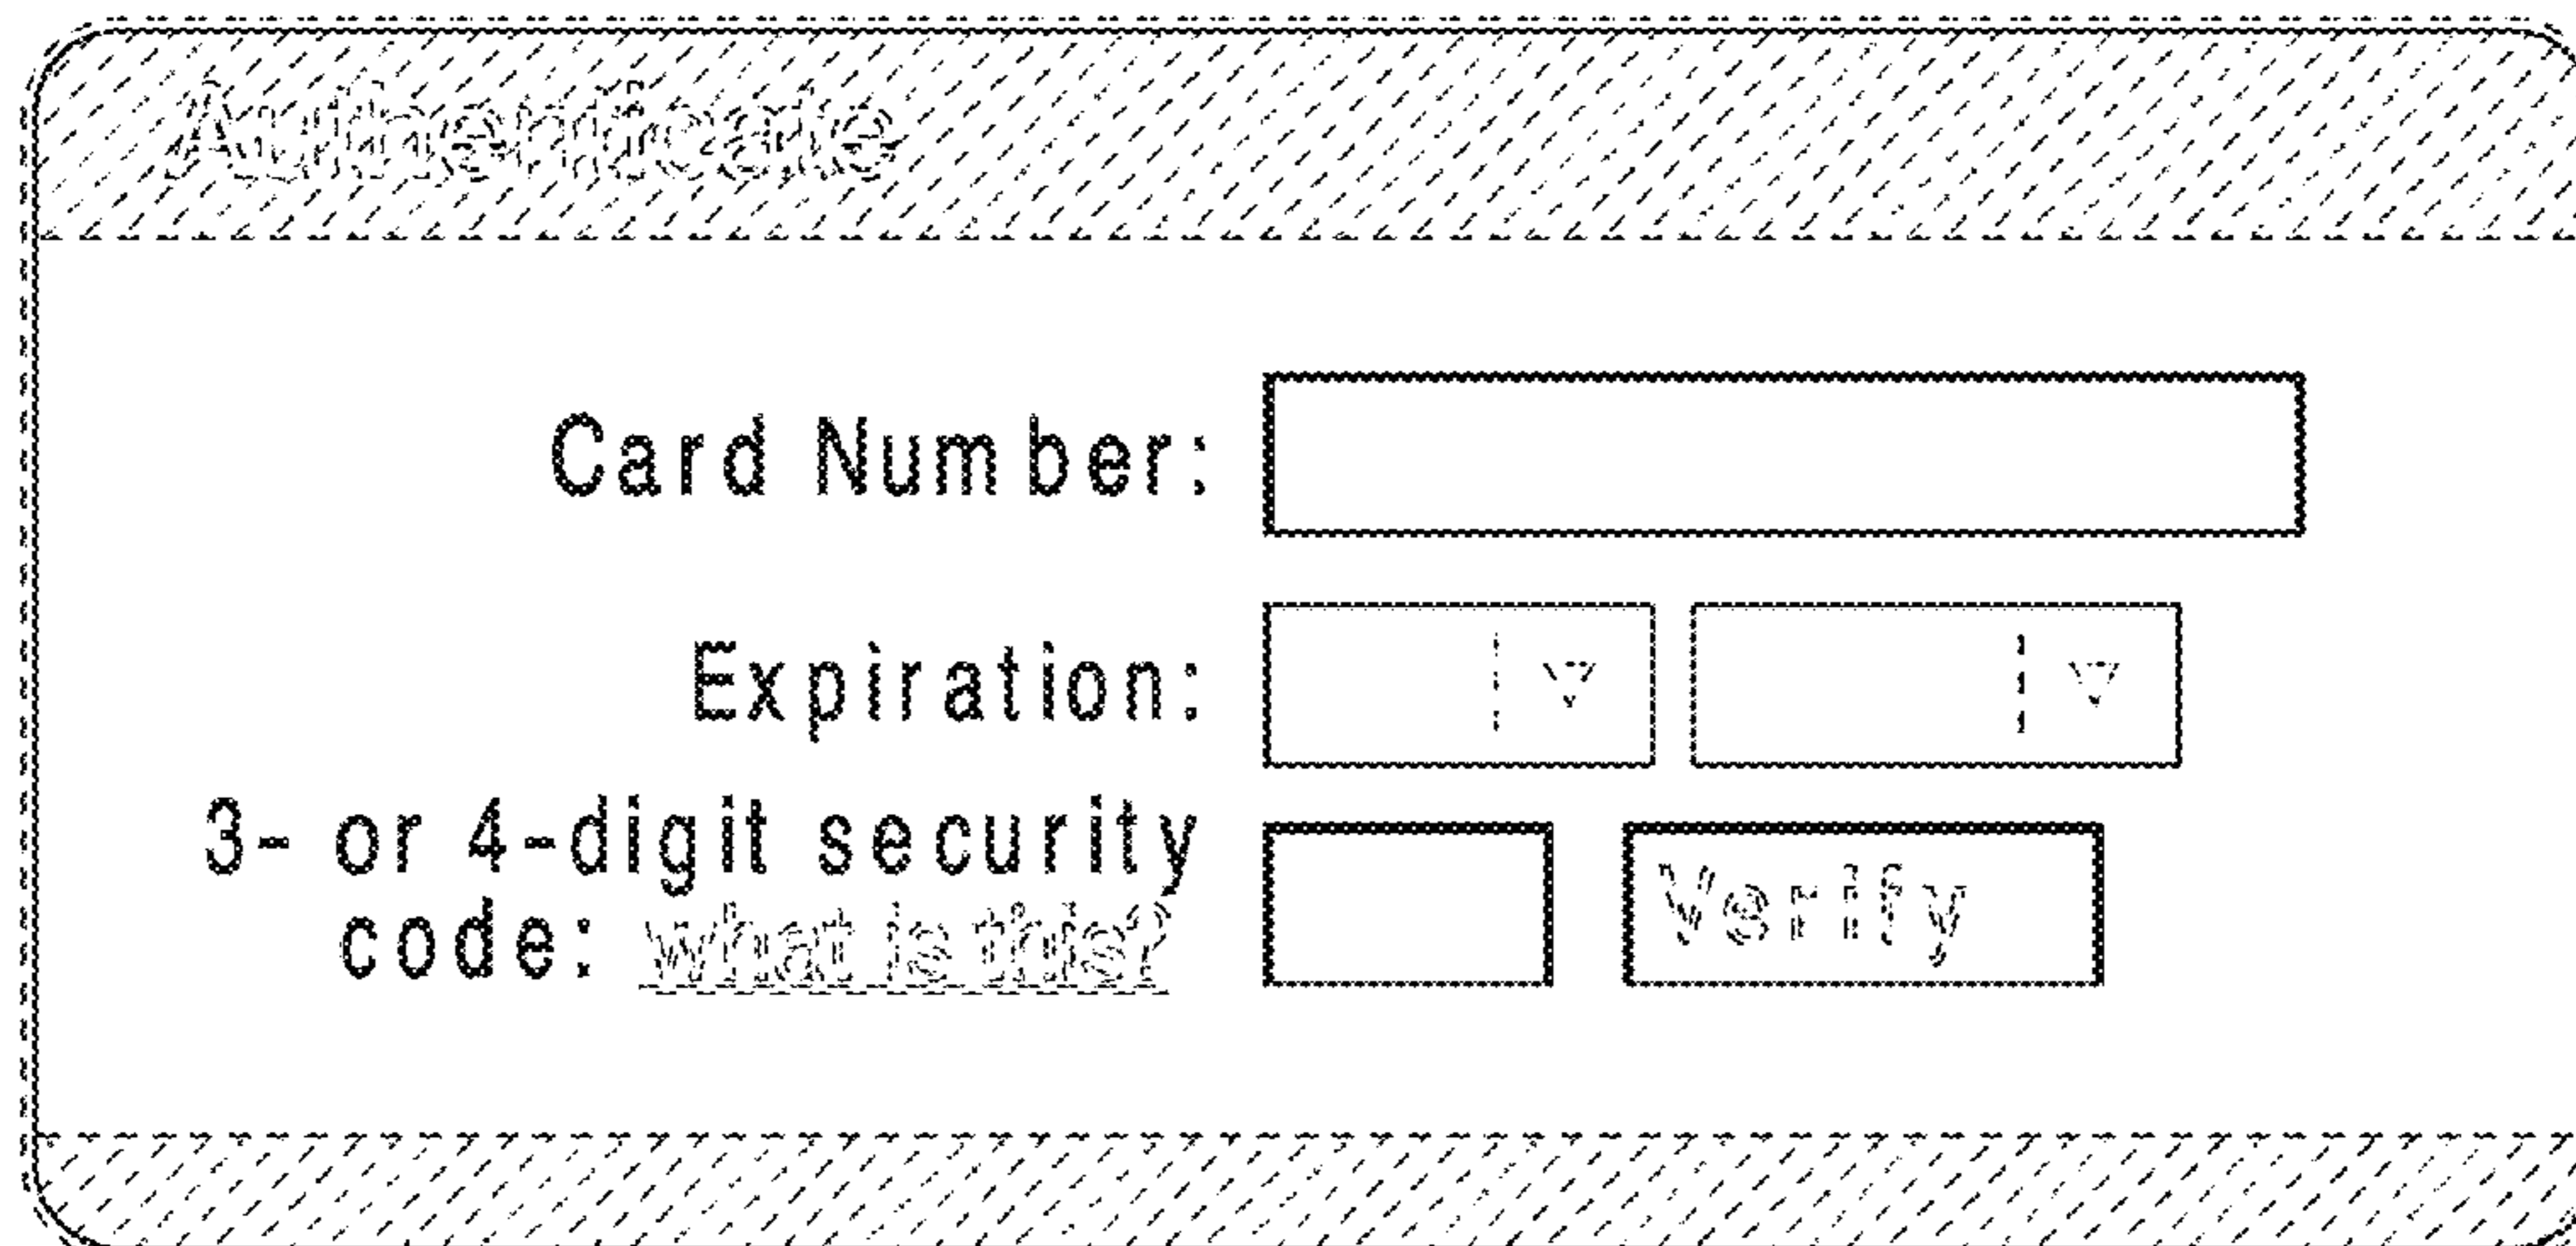 Authenticate
Card Number:
Expiration:
3- or 4-digit security
code: what is this?
Verify